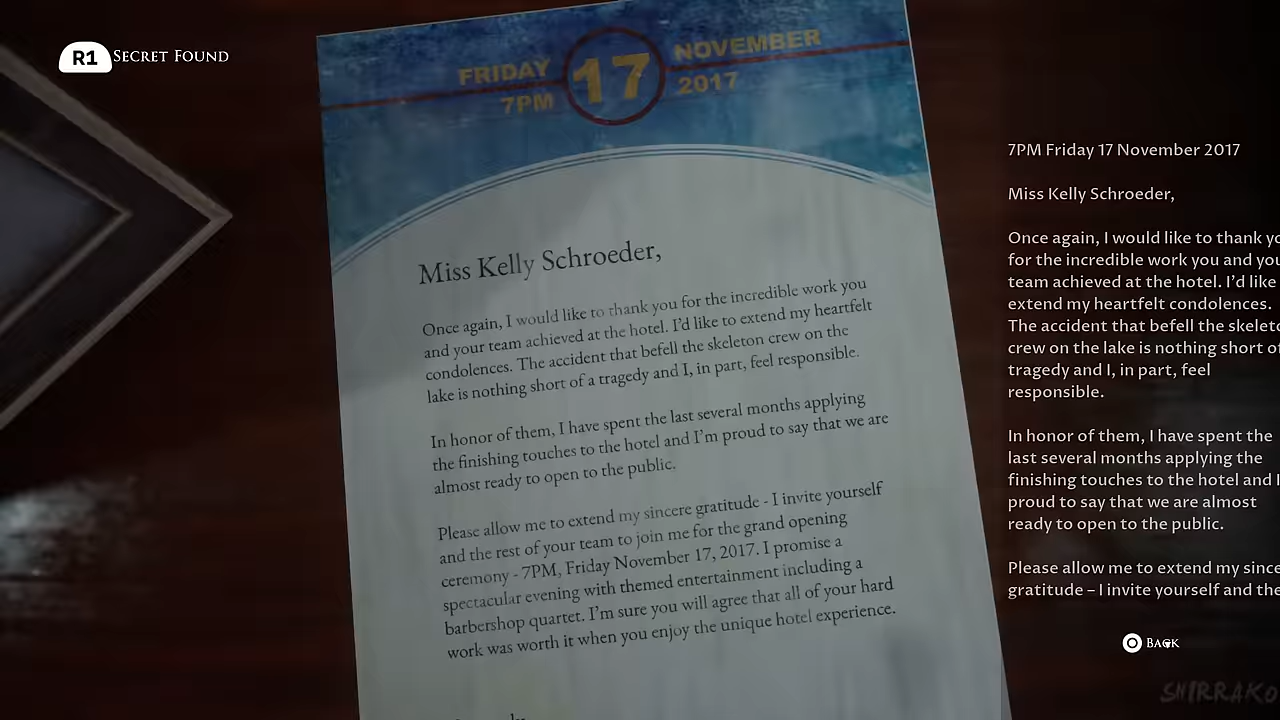 R1 SECRET FOUND
FRIDAY 17 NOVEMBER
7PM 2017
Miss Kelly Schroeder,
Once again, I would like to thank you for the incredible work you
and your team achieved at the hotel. I'd like to extend my heartfelt
condolences. The accident that befell the skeleton crew on the
lake is nothing short of a tragedy and I, in part, feel responsible.
In honor of them, I have spent the last several months applying
the finishing touches to the hotel and I'm proud to say that we are
almost ready to open to the public.
Please allow me to extend my sincere gratitude - I invite yourself
and the rest of your team to join me for the grand opening
ceremony - 7PM, Friday November 17, 2017. I promise a
spectacular evening with themed entertainment including a
barbershop quartet. I'm sure you will agree that all of your hard
work was worth it when you enjoy the unique hotel experience.
7PM Friday 17 November 2017
Miss Kelly Schroeder,
Once again, I would like to thank yo
for the incredible work you and you
team achieved at the hotel. I'd like
extend my heartfelt condolences.
The accident that befell the skeleto
crew on the lake is nothing short of
tragedy and I, in part, feel
responsible.
In honor of them, I have spent the
last several months applying the
finishing touches to the hotel and I
proud to say that we are almost
ready to open to the public.
Please allow me to extend my since
gratitude – I invite yourself and the
BACK
SHIRRAKO